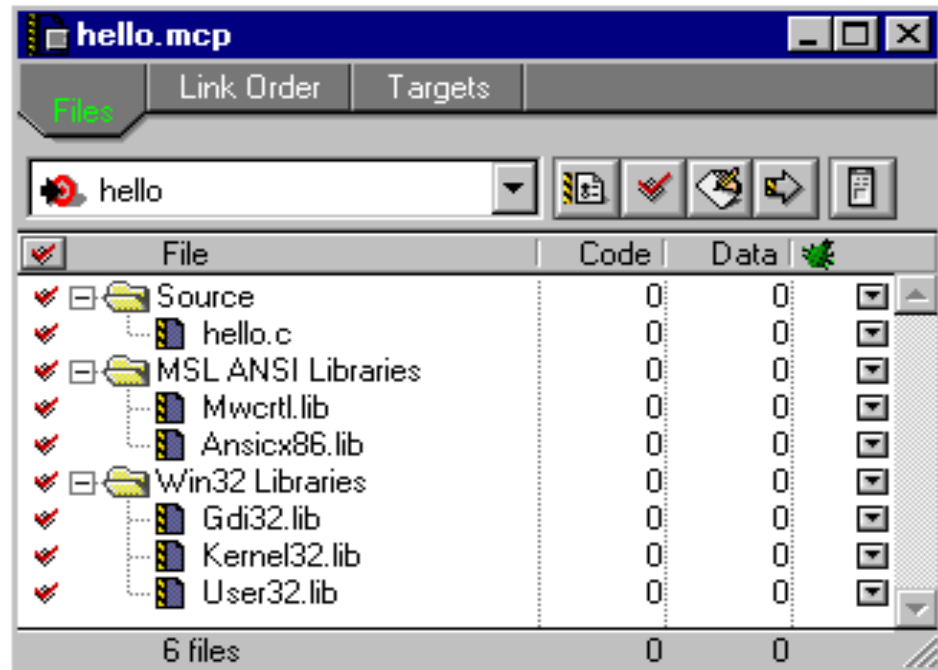 hello.mcp
Files Link Order Targets
hello
File Code Data
Source 0 0
hello.c 0 0
MSL ANSI Libraries 0 0
Mwcrtl.lib 0 0
Ansicx86.lib 0 0
Win32 Libraries 0 0
Gdi32.lib 0 0
Kernel32.lib 0 0
User32.lib 0 0
6 files 0 0